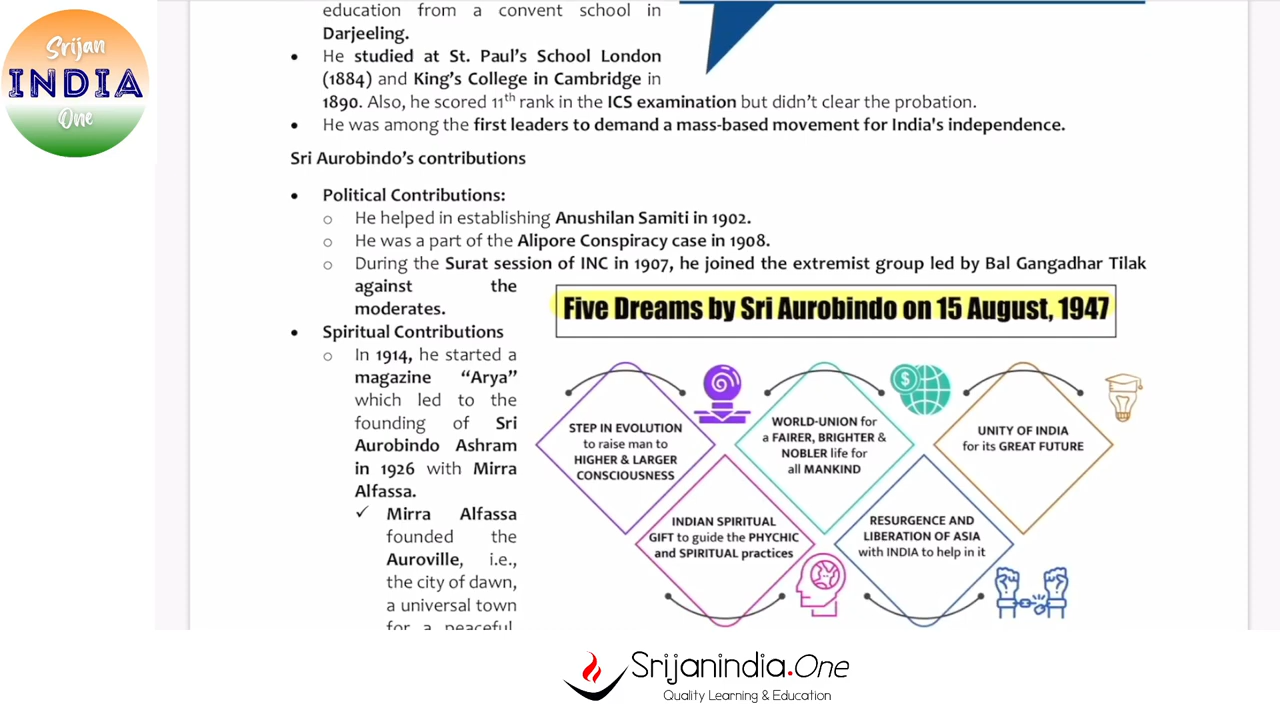 Srijan
INDIA
One
education from a convent school in
Darjeeling.
• He studied at St. Paul's School London
(1884) and King's College in Cambridge in
1890. Also, he scored 11th rank in the ICS examination but didn't clear the probation.
• He was among the first leaders to demand a mass-based movement for India's independence.
Sri Aurobindo's contributions
• Political Contributions:
o He helped in establishing Anushilan Samiti in 1902.
o He was a part of the Alipore Conspiracy case in 1908.
o During the Surat session of INC in 1907, he joined the extremist group led by Bal Gangadhar Tilak
against the
moderates.
• Spiritual Contributions
o In 1914, he started a
magazine "Arya"
which led to the
founding of Sri
Aurobindo Ashram
in 1926 with Mirra
Alfassa.
✓ Mirra Alfassa
founded the
Auroville, i.e.,
the city of dawn,
a universal town
for a peaceful,
Five Dreams by Sri Aurobindo on 15 August, 1947
STEP IN EVOLUTION
to raise man to
HIGHER & LARGER
CONSCIOUSNESS
WORLD-UNION for
a FAIRER, BRIGHTER &
NOBLER life for
all MANKIND
UNITY OF INDIA
for its GREAT FUTURE
INDIAN SPIRITUAL
GIFT to guide the PHYCHIC
and SPIRITUAL practices
RESURGENCE AND
LIBERATION OF ASIA
with INDIA to help in it
Srijanindia.One
Quality Learning & Education